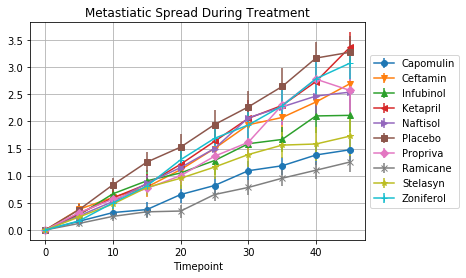 Metastiatic Spread During Treatment
3.5
3.0
2.5
2.0
1.5
1.0
0.5
0.0
0
10
20
30
40
Timepoint
Capomulin
Ceftamin
Infubinol
Ketapril
Naftisol
Placebo
Propriva
Ramicane
Stelasyn
Zoniferol